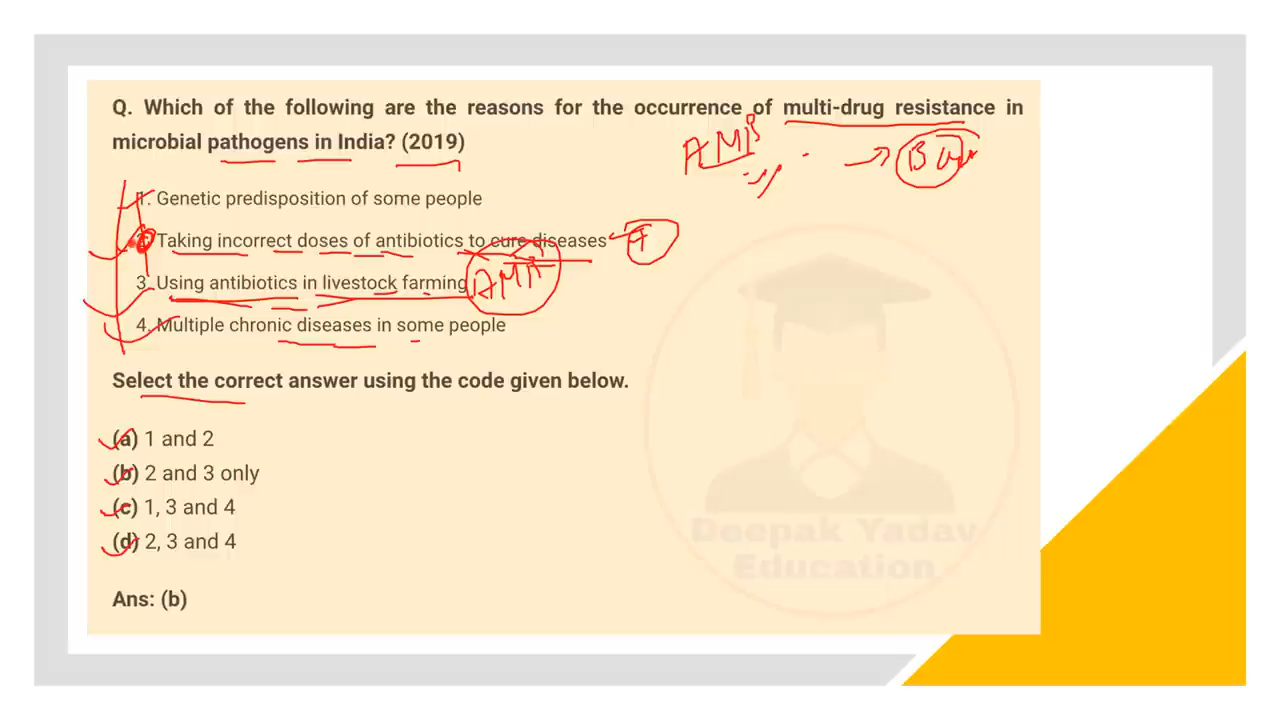 Q. Which of the following are the reasons for the occurrence of multi-drug resistance in
microbial pathogens in India? (2019)
AMR
1. Genetic predisposition of some people
2. Taking incorrect doses of antibiotics to cure diseases
3. Using antibiotics in livestock farming
AMR
4. Multiple chronic diseases in some people
Select the correct answer using the code given below.
(a) 1 and 2
(b) 2 and 3 only
(c) 1, 3 and 4
(d) 2, 3 and 4
Deepak Yadav
Education
Ans: (b)